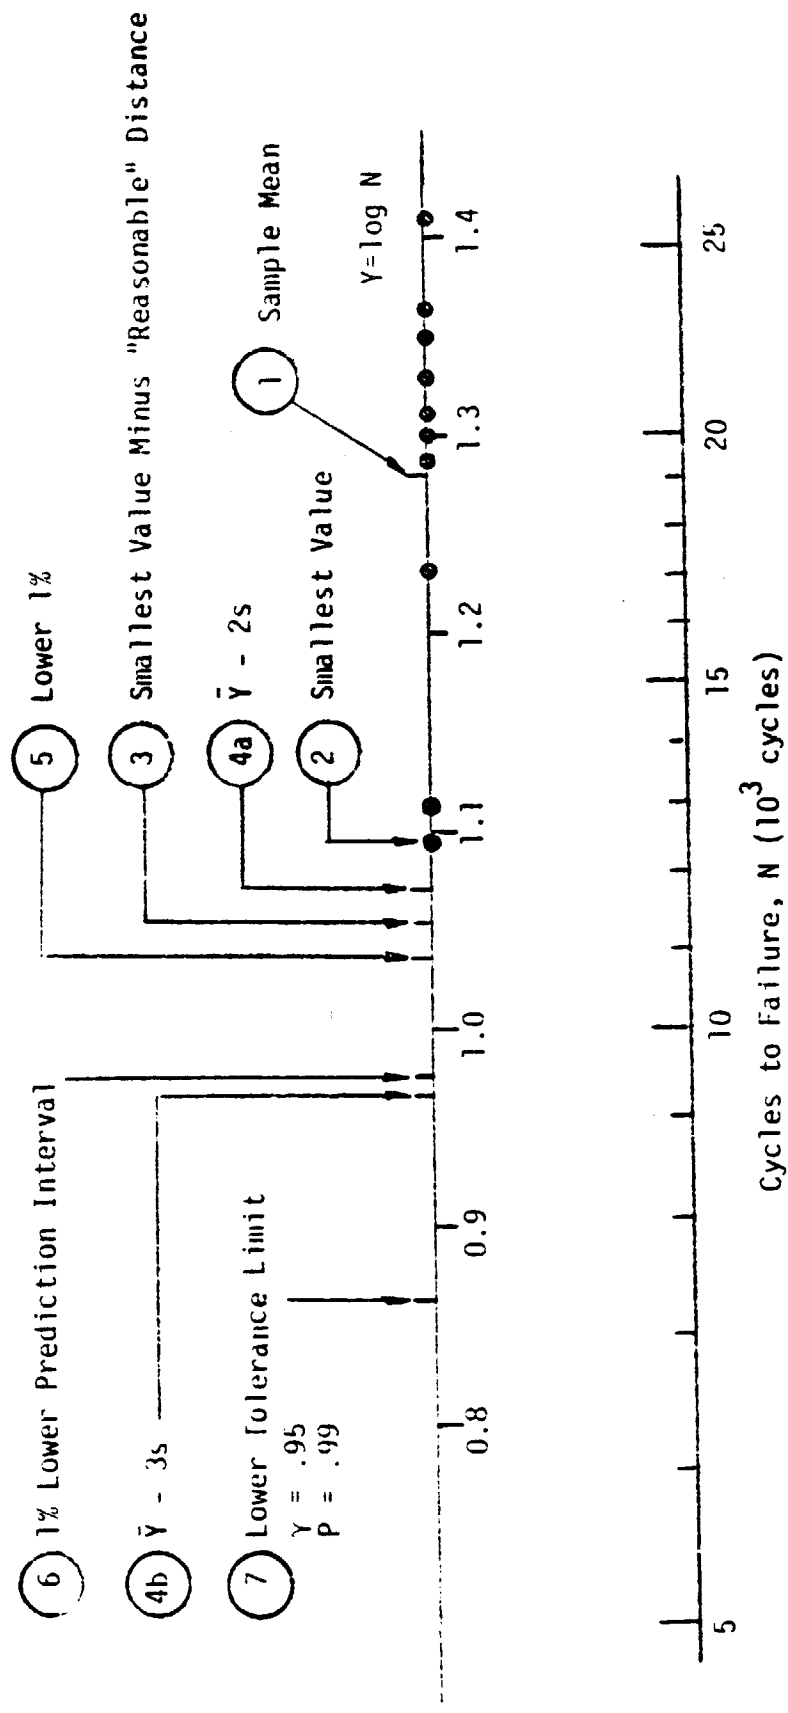 6 1% Lower Prediction Interval
5 Lower 1%
3 Smallest Value Minus "Reasonable" Distance
4b Ȳ - 3s
4a Ȳ - 2s
7 Lower Tolerance Limit
γ = .95
P = .99
2 Smallest Value
1 Sample Mean
Y=log N
0.8 0.9 1.0 1.1 1.2 1.3 1.4
5 10 15 20 25
Cycles to Failure, N (10³ cycles)